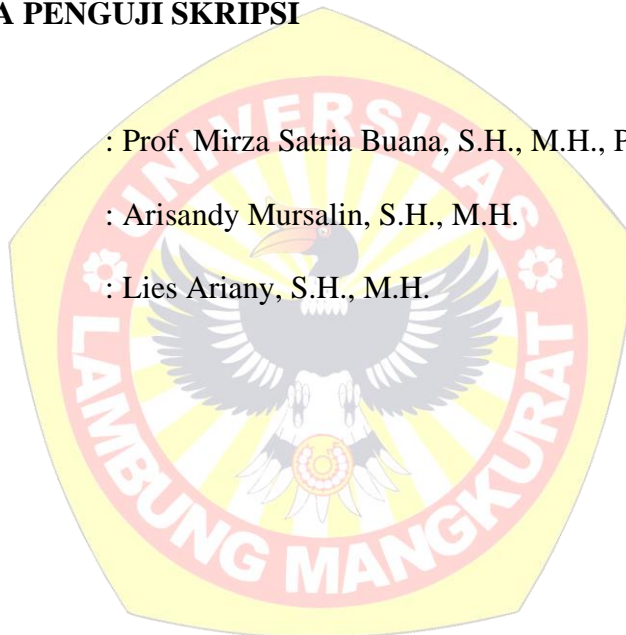 A PENGUJI SKRIPSI
: Prof. Mirza Satria Buana, S.H., M.H., P
: Arisandy Mursalin, S.H., M.H.
: Lies Ariany, S.H., M.H.
UNIVERSITAS
LAMBUNG MANGKURAT